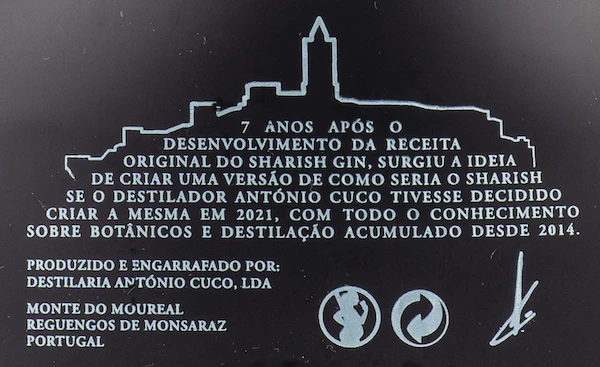 7 ANOS APÓS O
DESENVOLVIMENTO DA RECEITA
ORIGINAL DO SHARISH GIN, SURGIU A IDEIA
DE CRIAR UMA VERSÃO DE COMO SERIA O SHARISH
SE O DESTILADOR ANTÓNIO CUCO TIVESSE DECIDIDO
CRIAR A MESMA EM 2021, COM TODO O CONHECIMENTO
SOBRE BOTÂNICOS E DESTILAÇÃO ACUMULADO DESDE 2014.
PRODUZIDO E ENGARRAFADO POR:
DESTILARIA ANTÓNIO CUCO, LDA
MONTE DO MOUREAL
REGUENGOS DE MONSARAZ
PORTUGAL